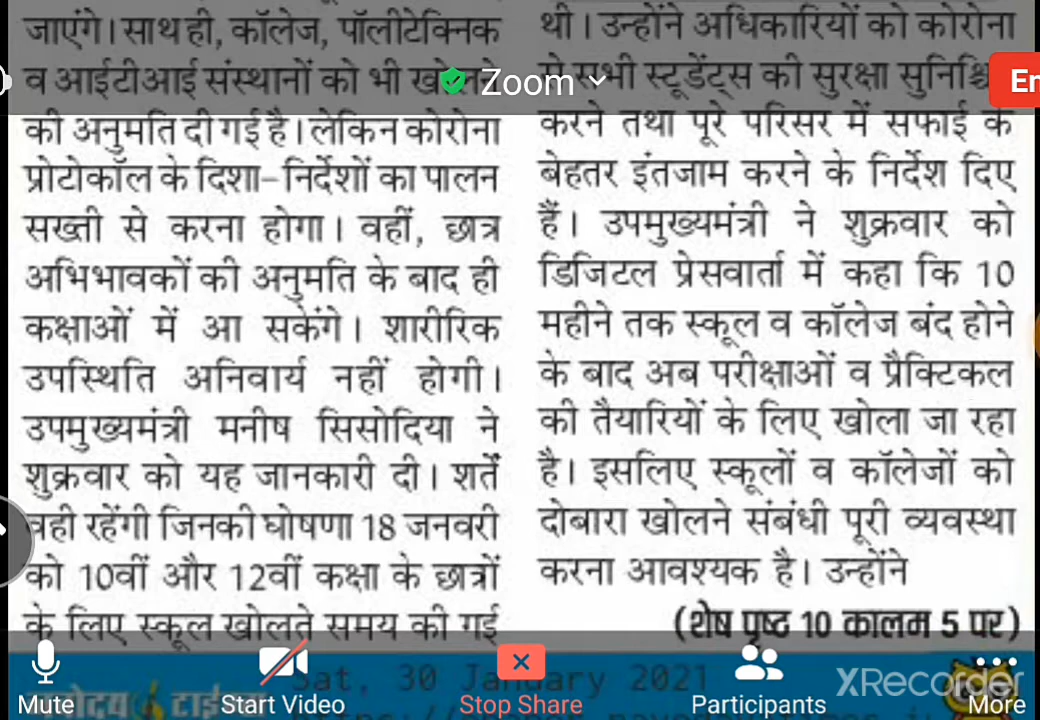 जाएंगे। साथ ही, कॉलेज, पॉलीटेक्निक
व आईटीआई संस्थानों को भी खोलने
की अनुमति दी गई है। लेकिन कोरोना
प्रोटोकॉल के दिशा-निर्देशों का पालन
सख्ती से करना होगा। वहीं, छात्र
अभिभावकों की अनुमति के बाद ही
कक्षाओं में आ सकेंगे। शारीरिक
उपस्थिति अनिवार्य नहीं होगी।
उपमुख्यमंत्री मनीष सिसोदिया ने
शुक्रवार को यह जानकारी दी। शर्तें
वही रहेंगी जिनकी घोषणा 18 जनवरी
को 10वीं और 12वीं कक्षा के छात्रों
के लिए स्कूल खोलते समय की गई
थी। उन्होंने अधिकारियों को कोरोना
से सभी स्टूडेंट्स की सुरक्षा
करने तथा पूरे परिसर में सफाई के
बेहतर इंतजाम करने के निर्देश दिए
हैं। उपमुख्यमंत्री ने शुक्रवार को
डिजिटल प्रेसवार्ता में कहा कि 10
महीने तक स्कूल व कॉलेज बंद होने
के बाद अब परीक्षाओं व प्रैक्टिकल
की तैयारियों के लिए खोला जा रहा
है। इसलिए स्कूलों व कॉलेजों को
दोबारा खोलने संबंधी पूरी व्यवस्था
करना आवश्यक है। उन्होंने
(शेष पृष्ठ 10 कालम 5 पर)
Zoom
Sat, 30 January 2021
XRecorder
Mute
Start Video
Stop Share
Participants
More